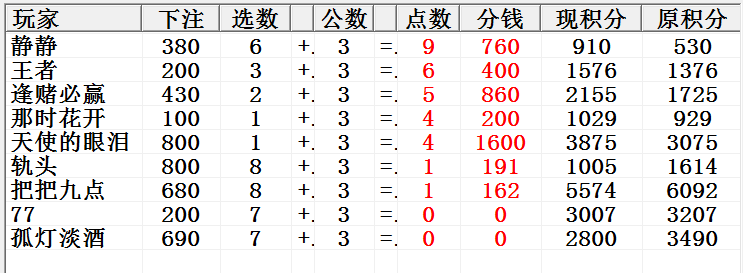 玩家 下注 选数 公数 点数 分钱 现积分 原积分
静静 380 6 +. 3 =. 9 760 910 530
王者 200 3 +. 3 =. 6 400 1576 1376
逢赌必赢 430 2 +. 3 =. 5 860 2155 1725
那时花开 100 1 +. 3 =. 4 200 1029 929
天使的眼泪 800 1 +. 3 =. 4 1600 3875 3075
轨头 800 8 +. 3 =. 1 191 1005 1614
把把九点 680 8 +. 3 =. 1 162 5574 6092
77 200 7 +. 3 =. 0 0 3007 3207
孤灯淡酒 690 7 +. 3 =. 0 0 2800 3490